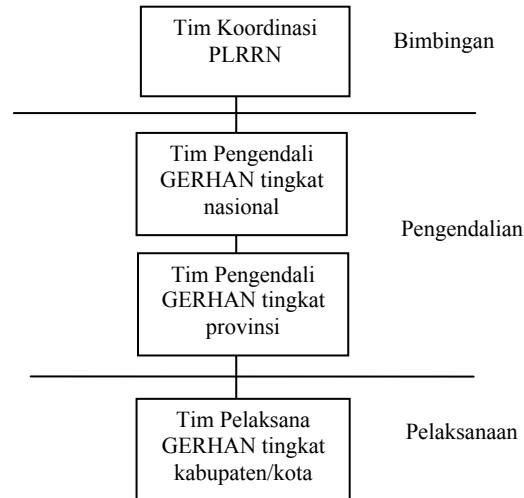 Tim Koordinasi
PLRRN
Bimbingan
Tim Pengendali
GERHAN tingkat
nasional
Pengendalian
Tim Pengendali
GERHAN tingkat
provinsi
Tim Pelaksana
GERHAN tingkat
kabupaten/kota
Pelaksanaan